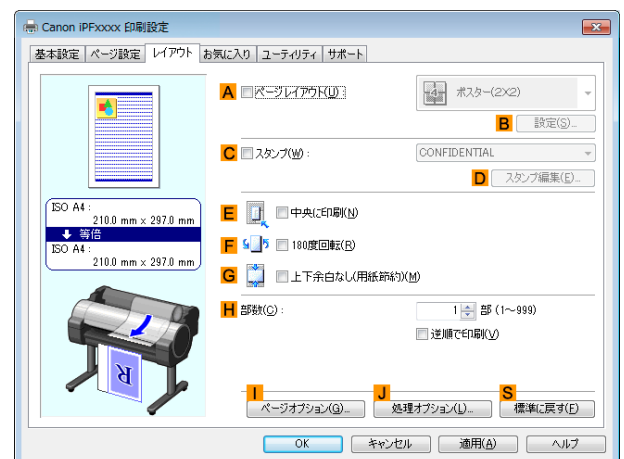 Canon iPFxxxx 印刷設定
基本設定 ページ設定 レイアウト お気に入り ユーティリティ サポート
A ページレイアウト(U) : 4 ポスター(2×2)
B 設定(S)...
C スタンプ(W) : CONFIDENTIAL
D スタンプ編集(E)...
ISO A4 :
210.0 mm x 297.0 mm
等倍
ISO A4 :
210.0 mm x 297.0 mm
E 中央に印刷(N)
F 180度回転(R)
G 上下余白なし(用紙節約)(M)
H 部数(C) : 1 部 (1～999)
逆順で印刷(V)
R
I ページオプション(G)...
J 処理オプション(L)...
S 標準に戻す(F)
OK キャンセル 適用(A) ヘルプ